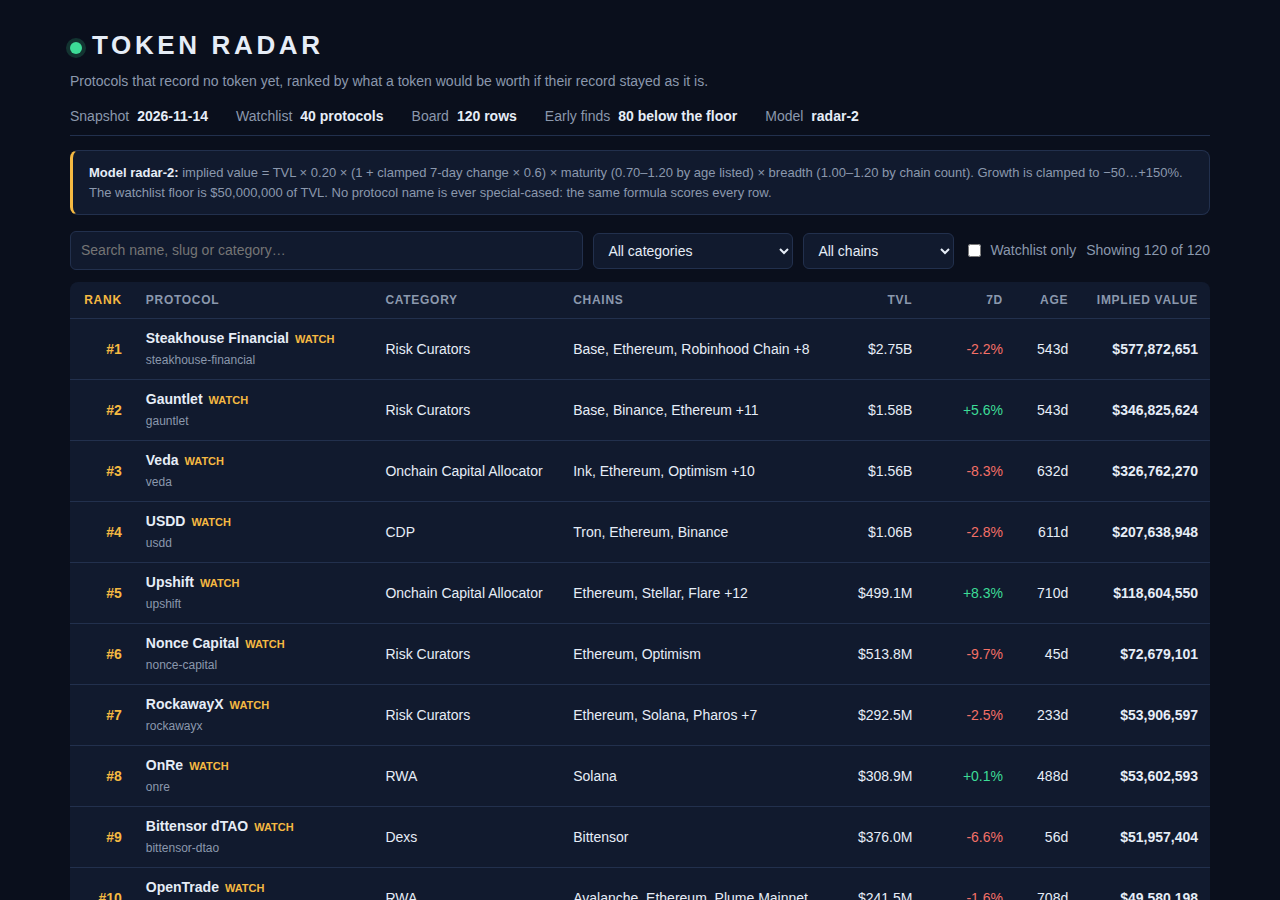 TOKEN RADAR
Protocols that record no token yet, ranked by what a token would be worth if their record stayed as it is.
Snapshot 2026-11-14 Watchlist 40 protocols Board 120 rows Early finds 80 below the floor Model radar-2
Model radar-2: implied value = TVL × 0.20 × (1 + clamped 7-day change × 0.6) × maturity (0.70–1.20 by age listed) × breadth (1.00–1.20 by chain count). Growth is clamped to −50…+150%.
The watchlist floor is $50,000,000 of TVL. No protocol name is ever special-cased: the same formula scores every row.
Search name, slug or category… All categories All chains Watchlist only Showing 120 of 120
RANK PROTOCOL CATEGORY CHAINS TVL 7D AGE IMPLIED VALUE
#1 Steakhouse Financial WATCH Risk Curators Base, Ethereum, Robinhood Chain +8 $2.75B -2.2% 543d $577,872,651
steakhouse-financial
#2 Gauntlet WATCH Risk Curators Base, Binance, Ethereum +11 $1.58B +5.6% 543d $346,825,624
gauntlet
#3 Veda WATCH Onchain Capital Allocator Ink, Ethereum, Optimism +10 $1.56B -8.3% 632d $326,762,270
veda
#4 USDD WATCH CDP Tron, Ethereum, Binance $1.06B -2.8% 611d $207,638,948
usdd
#5 Upshift WATCH Onchain Capital Allocator Ethereum, Stellar, Flare +12 $499.1M +8.3% 710d $118,604,550
upshift
#6 Nonce Capital WATCH Risk Curators Ethereum, Optimism $513.8M -9.7% 45d $72,679,101
nonce-capital
#7 RockawayX WATCH Risk Curators Ethereum, Solana, Pharos +7 $292.5M -2.5% 233d $53,906,597
rockawayx
#8 OnRe WATCH RWA Solana $308.9M +0.1% 488d $53,602,593
onre
#9 Bittensor dTAO WATCH Dexs Bittensor $376.0M -6.6% 56d $51,957,404
bittensor-dtao
#10 OpenTrade WATCH RWA Avalanche, Ethereum, Plume Mainnet $241.5M -1.6% 708d $49,580,198